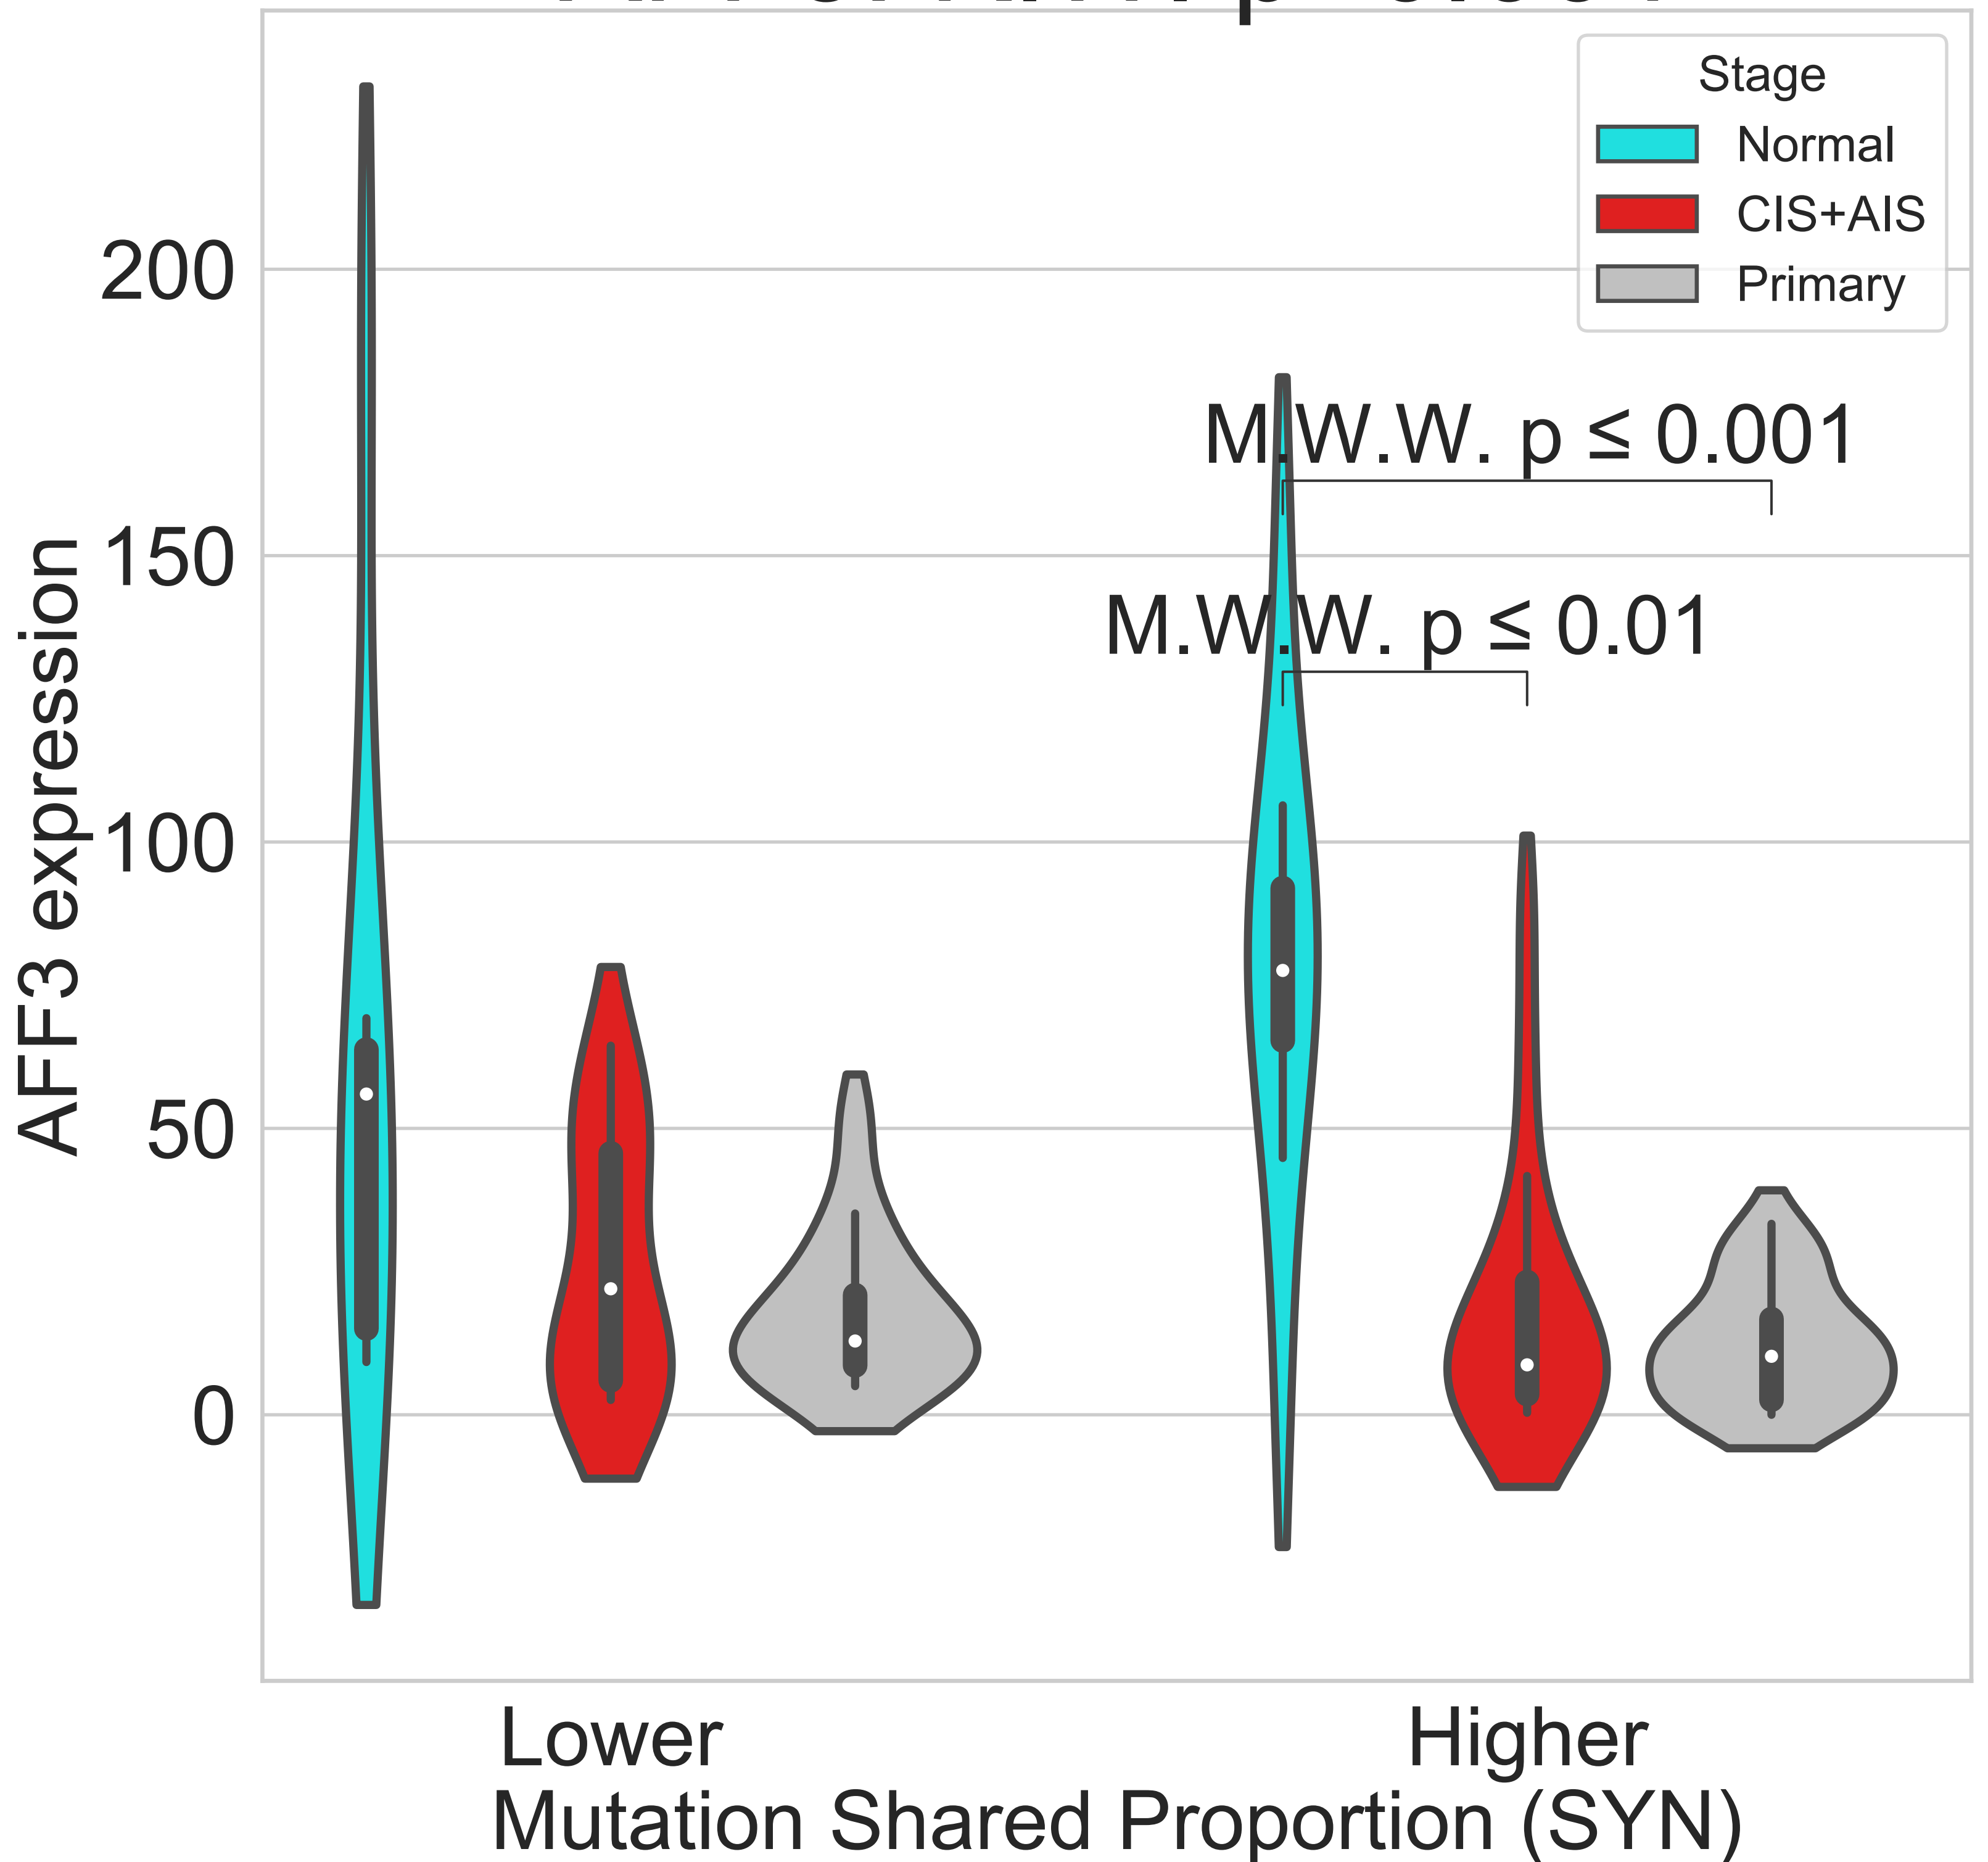 Stage
Normal
CIS+AIS
Primary
200
150
100
50
0
AFF3 expression
M.W.W. p ≤ 0.001
M.W.W. p ≤ 0.01
Lower
Higher
Mutation Shared Proportion (SYN)